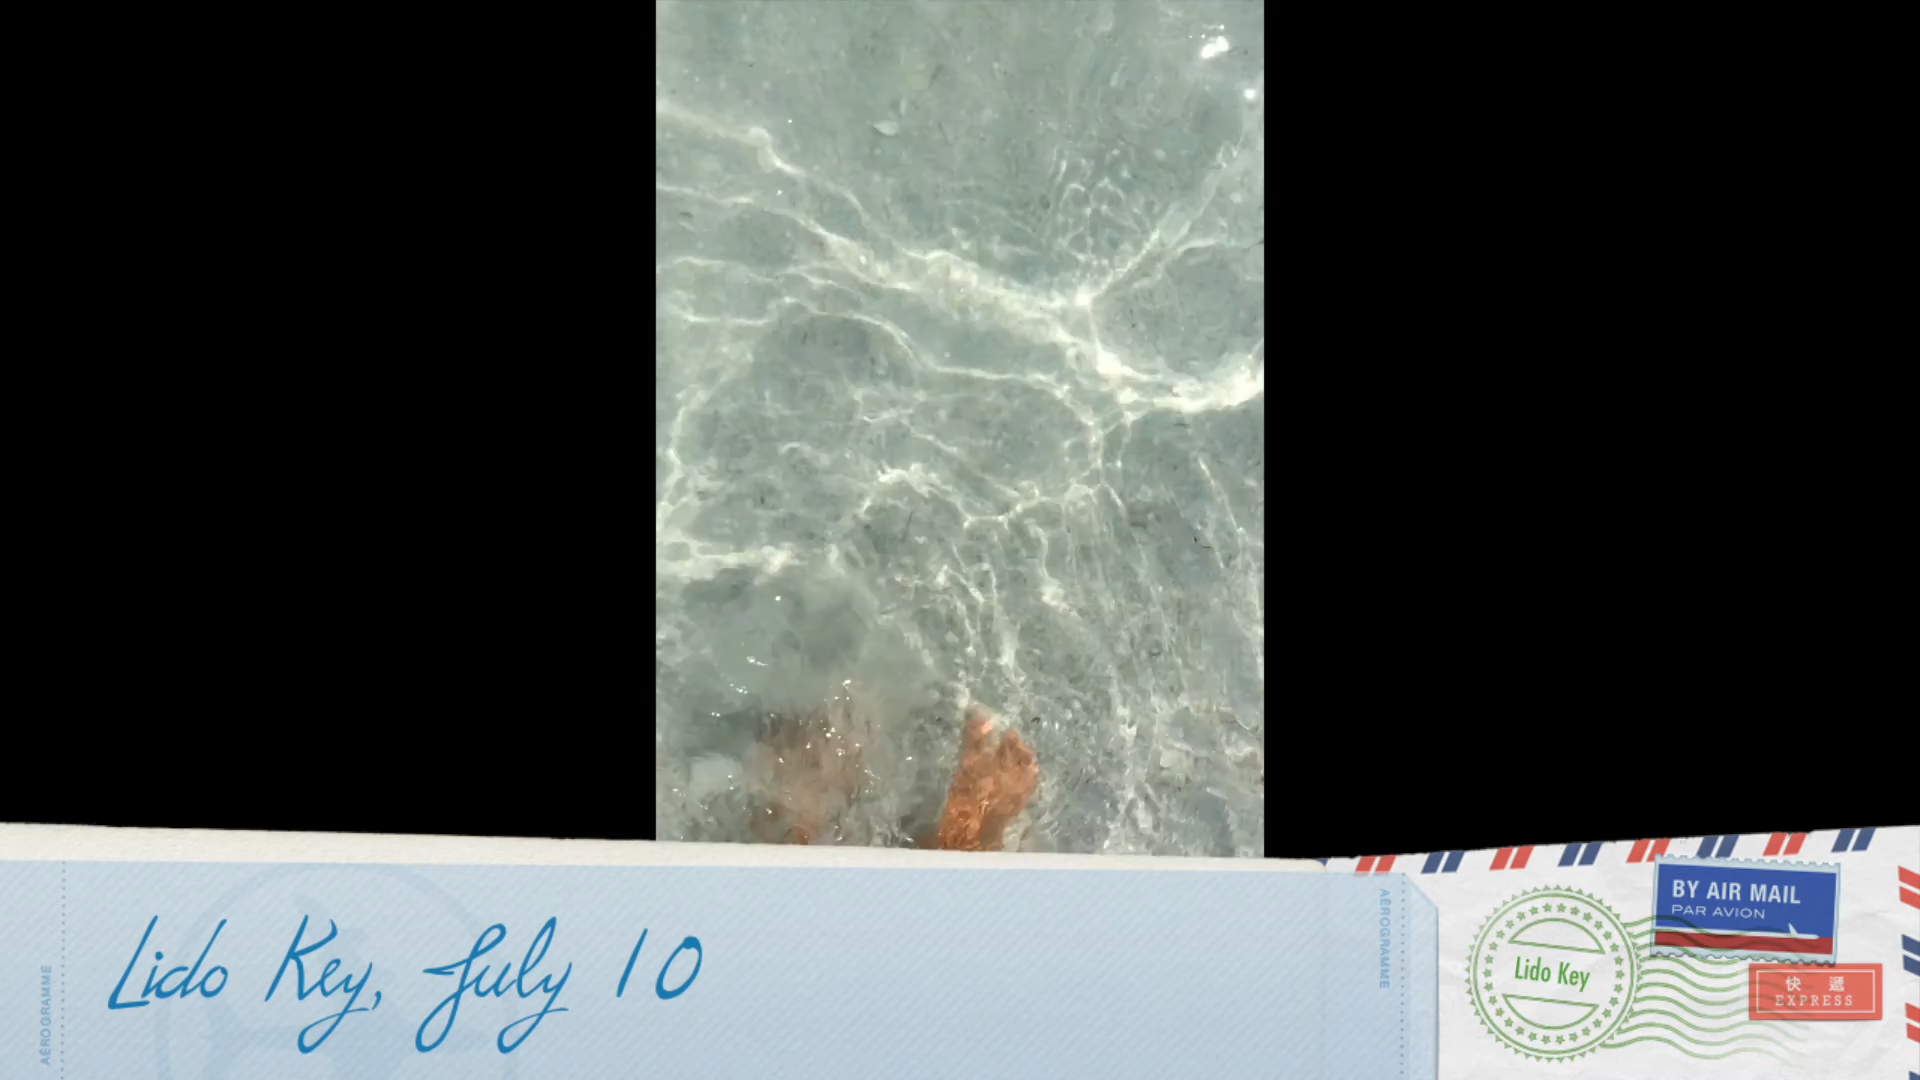 Lido Key, July 10
AÉROGRAMME
AÉROGRAMME
Lido Key
BY AIR MAIL
PAR AVION
快 遞
EXPRESS